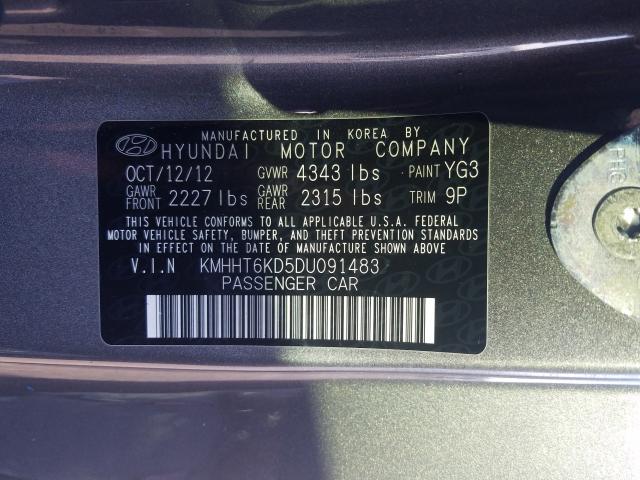 MANUFACTURED IN KOREA BY
HYUNDAI MOTOR COMPANY
OCT/12/12 GVWR 4343 lbs PAINT YG3
GAWR FRONT 2227 lbs GAWR REAR 2315 lbs TRIM 9P
THIS VEHICLE CONFORMS TO ALL APPLICABLE U.S.A. FEDERAL
MOTOR VEHICLE SAFETY, BUMPER, AND THEFT PREVENTION STANDARDS
IN EFFECT ON THE DATE OF MANUFACTURE SHOWN ABOVE.
V.I.N KMHHT6KD5DU091483
PASSENGER CAR
PHC